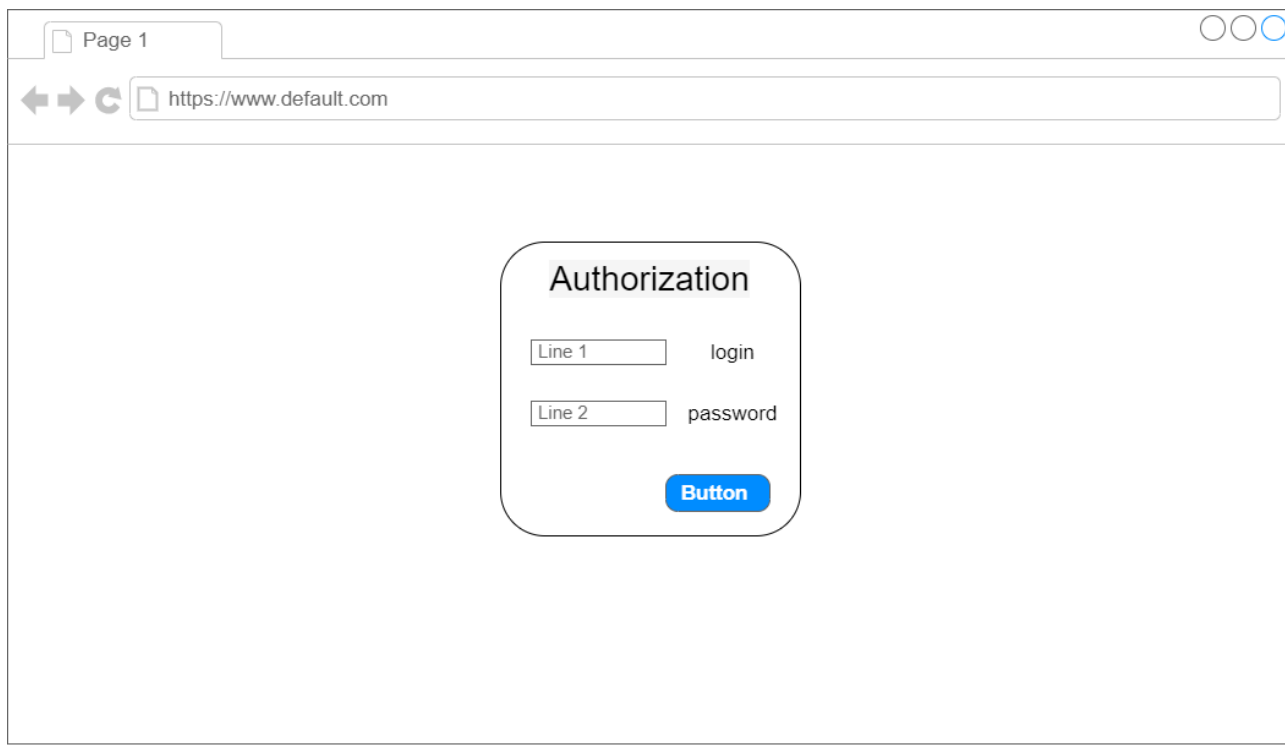 Page 1
https://www.default.com
Authorization
Line 1 login
Line 2 password
Button